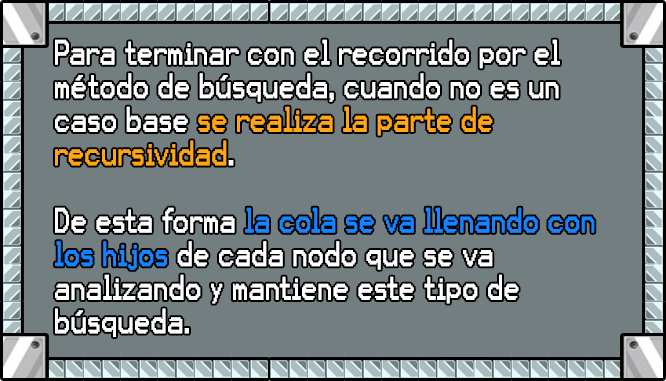 Para terminar con el recorrido por el
método de búsqueda, cuando no es un
caso base se realiza la parte de
recursividad.
De esta forma la cola se va llenando con
los hijos de cada nodo que se va
analizando y mantiene este tipo de
búsqueda.